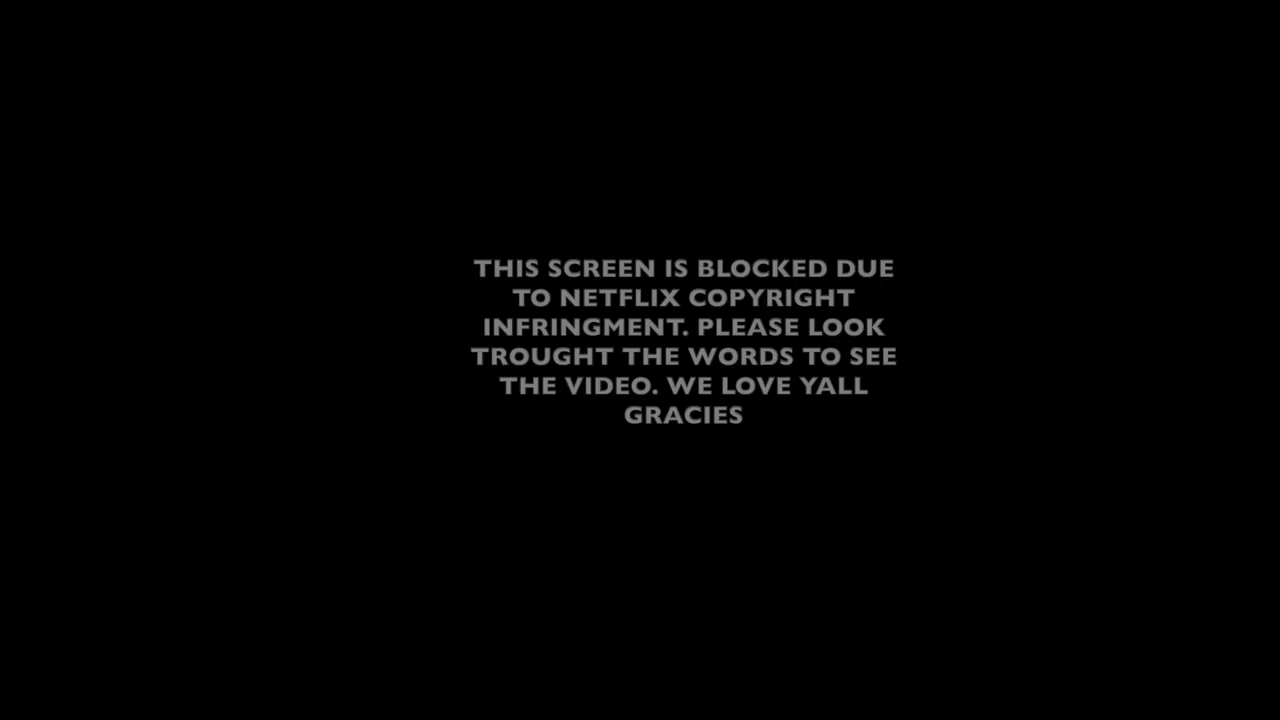 THIS SCREEN IS BLOCKED DUE
TO NETFLIX COPYRIGHT
INFRINGMENT. PLEASE LOOK
TROUGHT THE WORDS TO SEE
THE VIDEO. WE LOVE YALL
GRACIES